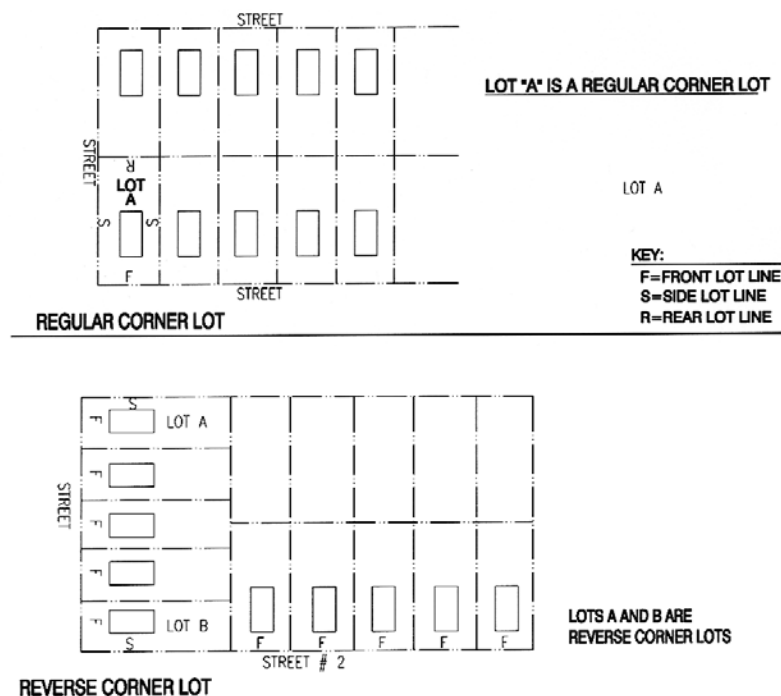 STREET
LOT "A" IS A REGULAR CORNER LOT
STREET
R
LOT
A
S
S
F
STREET
LOT A
KEY:
F=FRONT LOT LINE
S=SIDE LOT LINE
R=REAR LOT LINE
REGULAR CORNER LOT
S
F
LOT A
F
STREET
F
F
F
LOT B
S
F
F
F
F
F
STREET # 2
LOTS A AND B ARE
REVERSE CORNER LOTS
REVERSE CORNER LOT